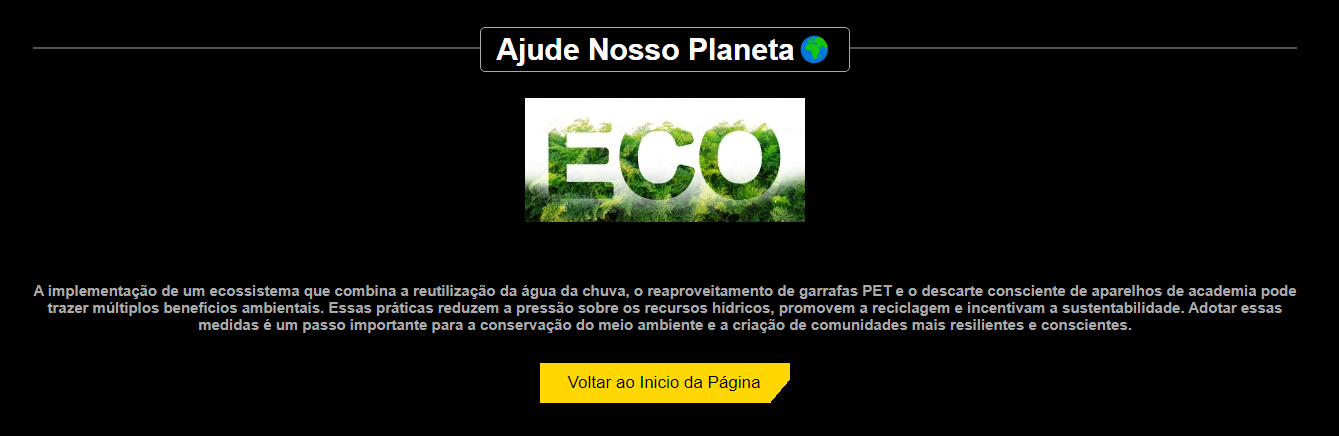 Ajude Nosso Planeta🌍
ECO
A implementação de um ecossistema que combina a reutilização da água da chuva, o reaproveitamento de garrafas PET e o descarte consciente de aparelhos de academia pode
trazer múltiplos benefícios ambientais. Essas práticas reduzem a pressão sobre os recursos hídricos, promovem a reciclagem e incentivam a sustentabilidade. Adotar essas
medidas é um passo importante para a conservação do meio ambiente e a criação de comunidades mais resilientes e conscientes.
Voltar ao Inicio da Página